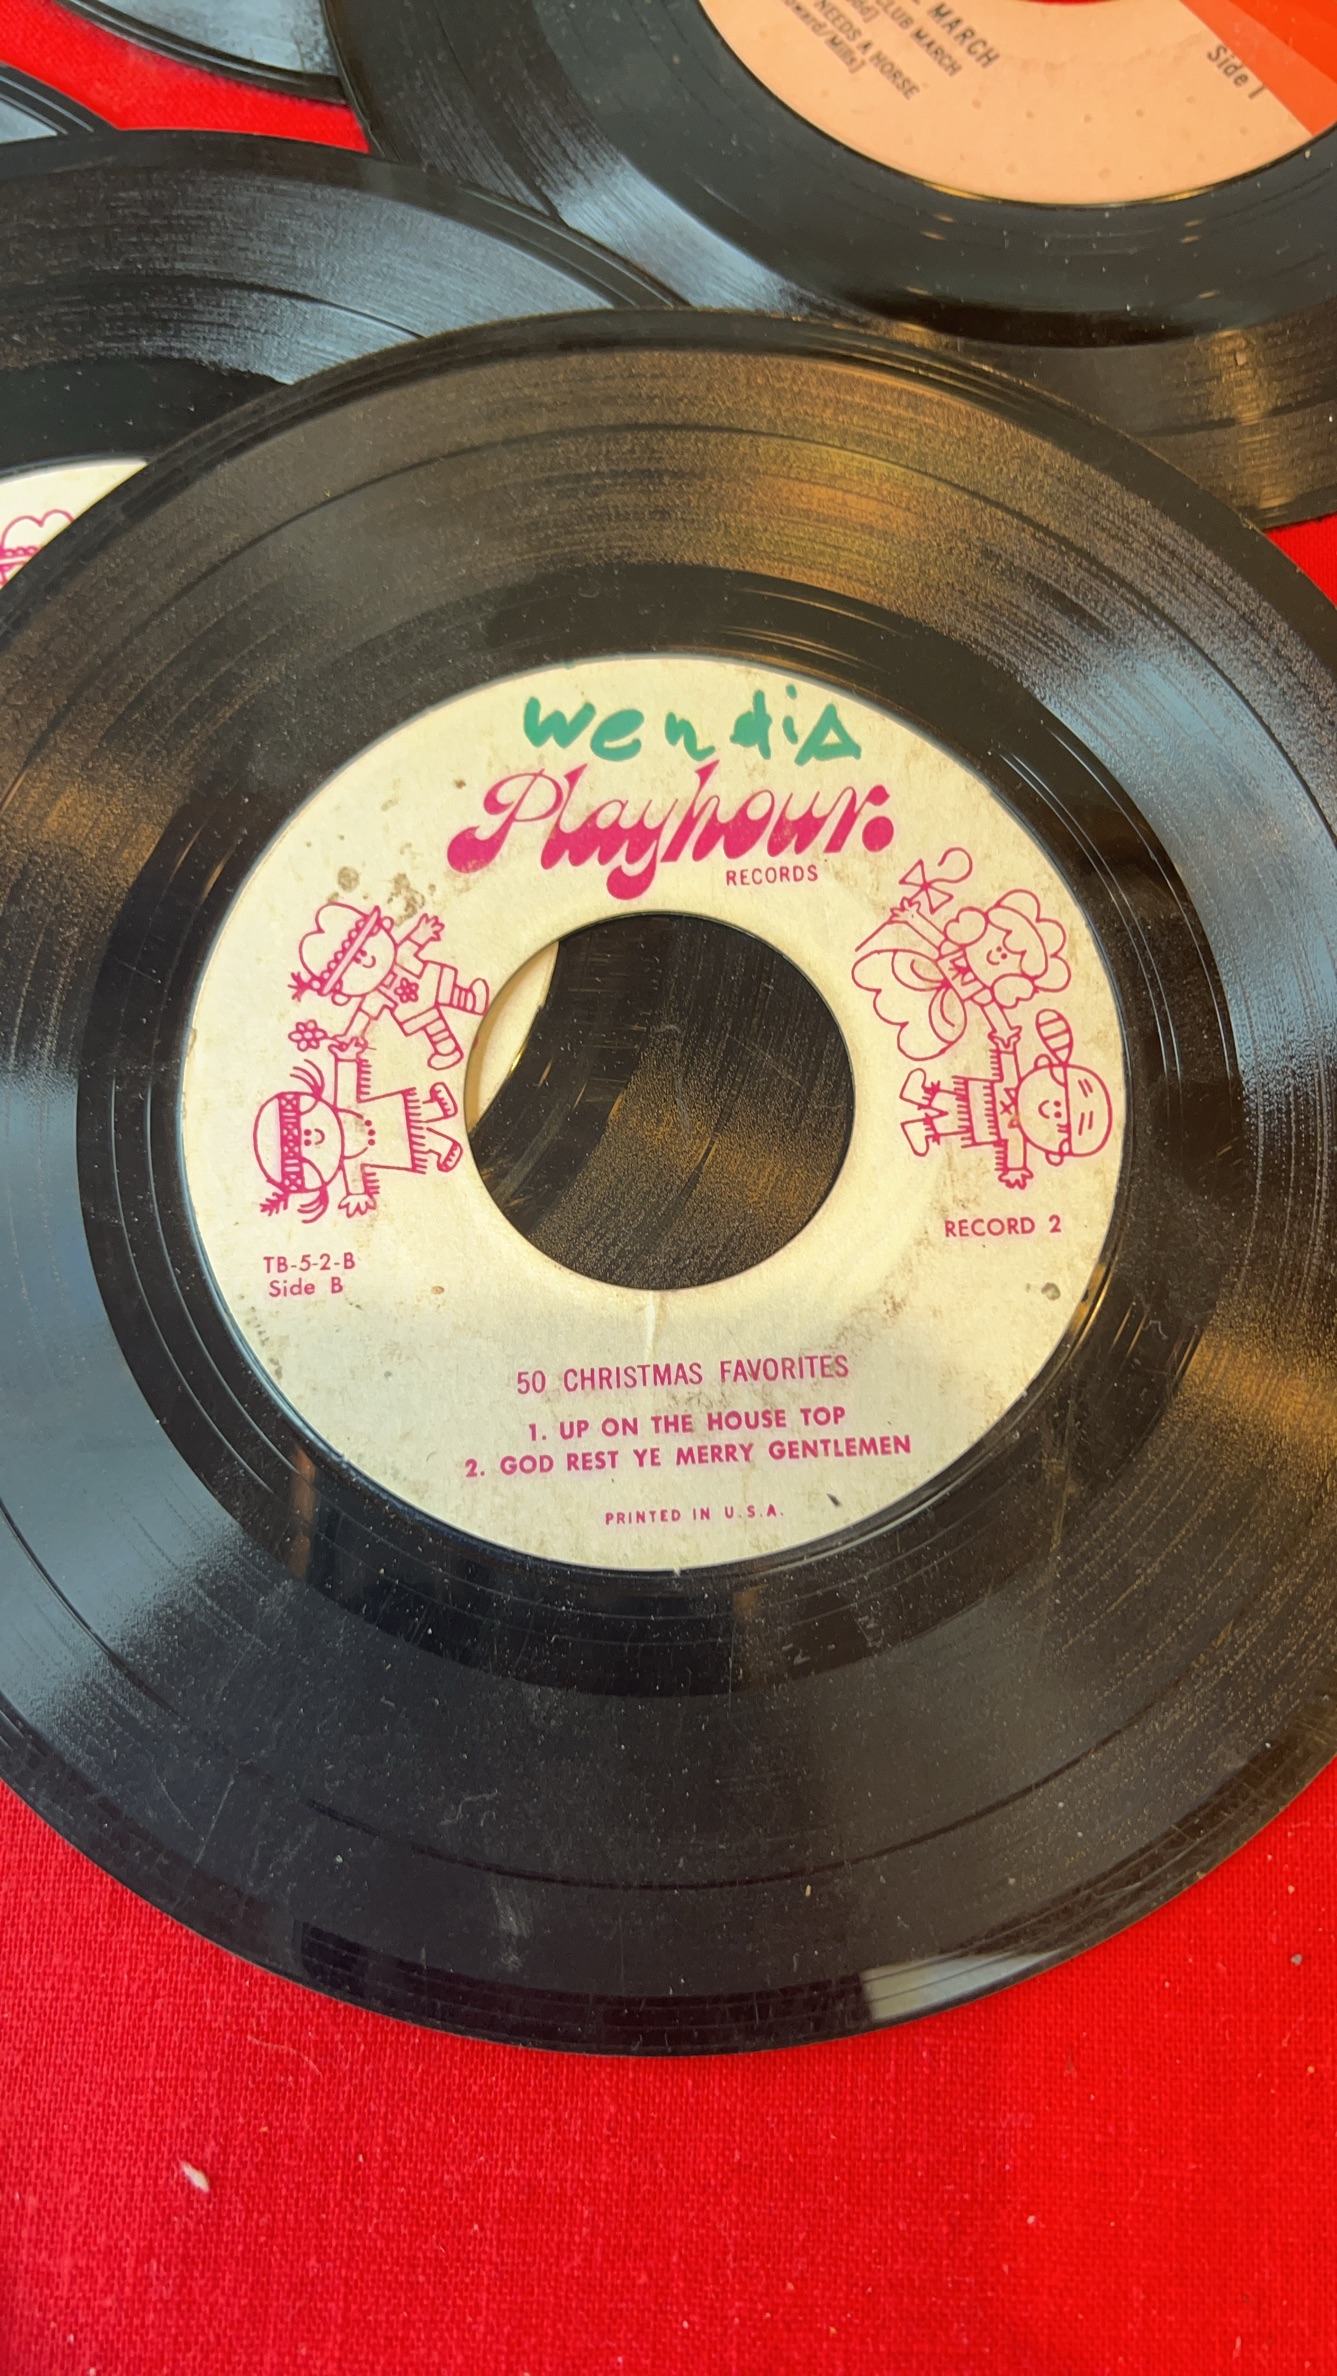 MARCH
CLUB MARCH
NEEDS A HORSE
Side 1
wendiA
Playhour
RECORDS
RECORD 2
TB-5-2-B
Side B
50 CHRISTMAS FAVORITES
1. UP ON THE HOUSE TOP
2. GOD REST YE MERRY GENTLEMEN
PRINTED IN U.S.A.